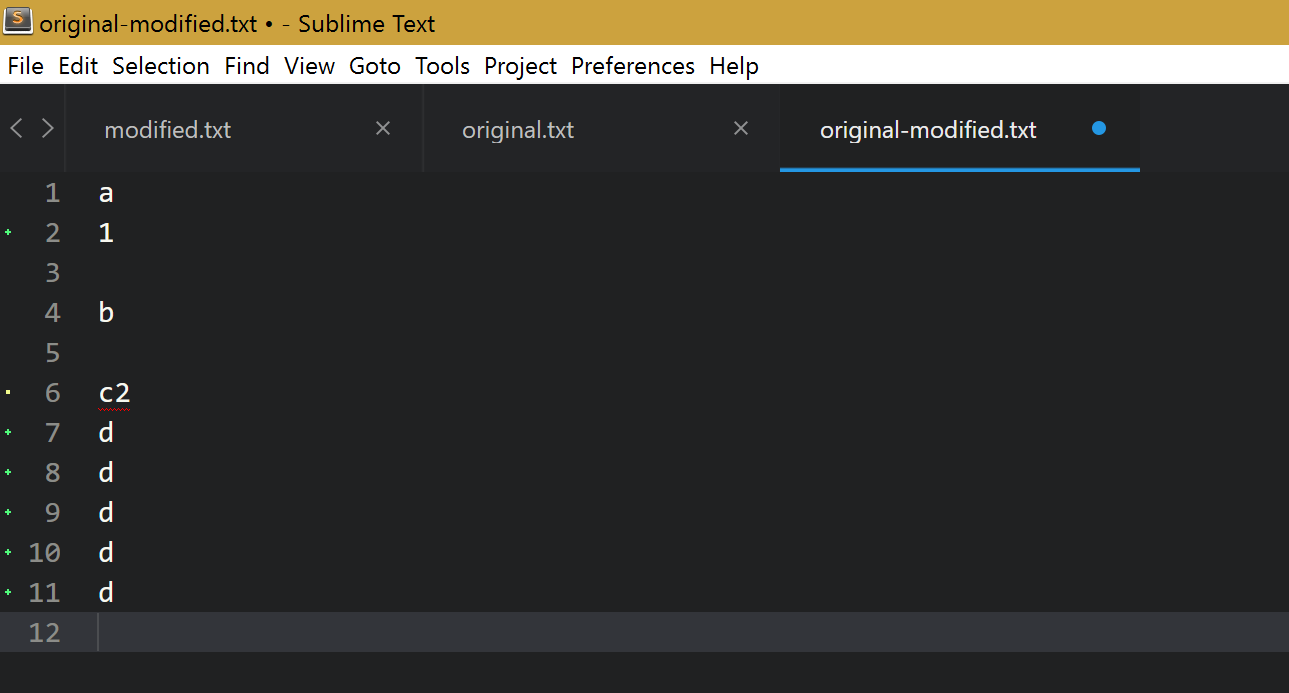 original-modified.txt • - Sublime Text
File Edit Selection Find View Goto Tools Project Preferences Help
modified.txt original.txt original-modified.txt
1 a
2 1
3
4 b
5
6 c2
7 d
8 d
9 d
10 d
11 d
12